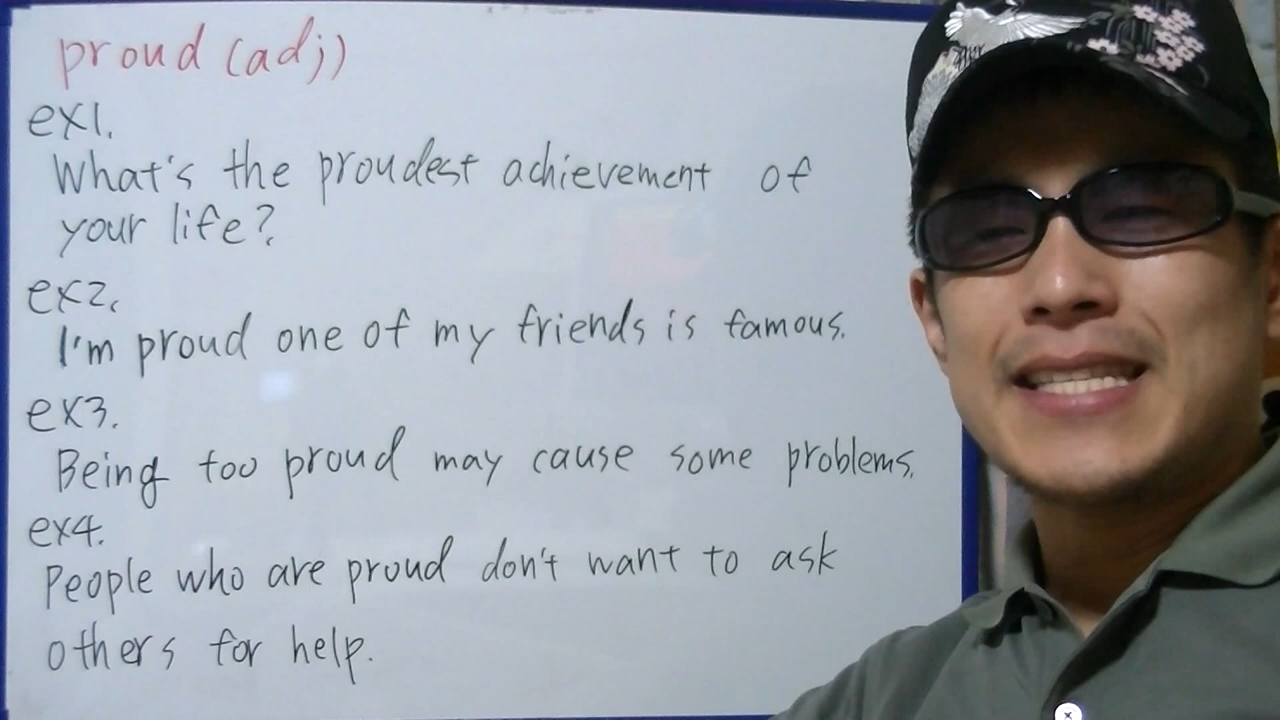 proud (adj)
ex1.
What's the proudest achievement of
your life?
ex2.
I'm proud one of my friends is famous.
ex3.
Being too proud may cause some problems.
ex4.
People who are proud don't want to ask
others for help.